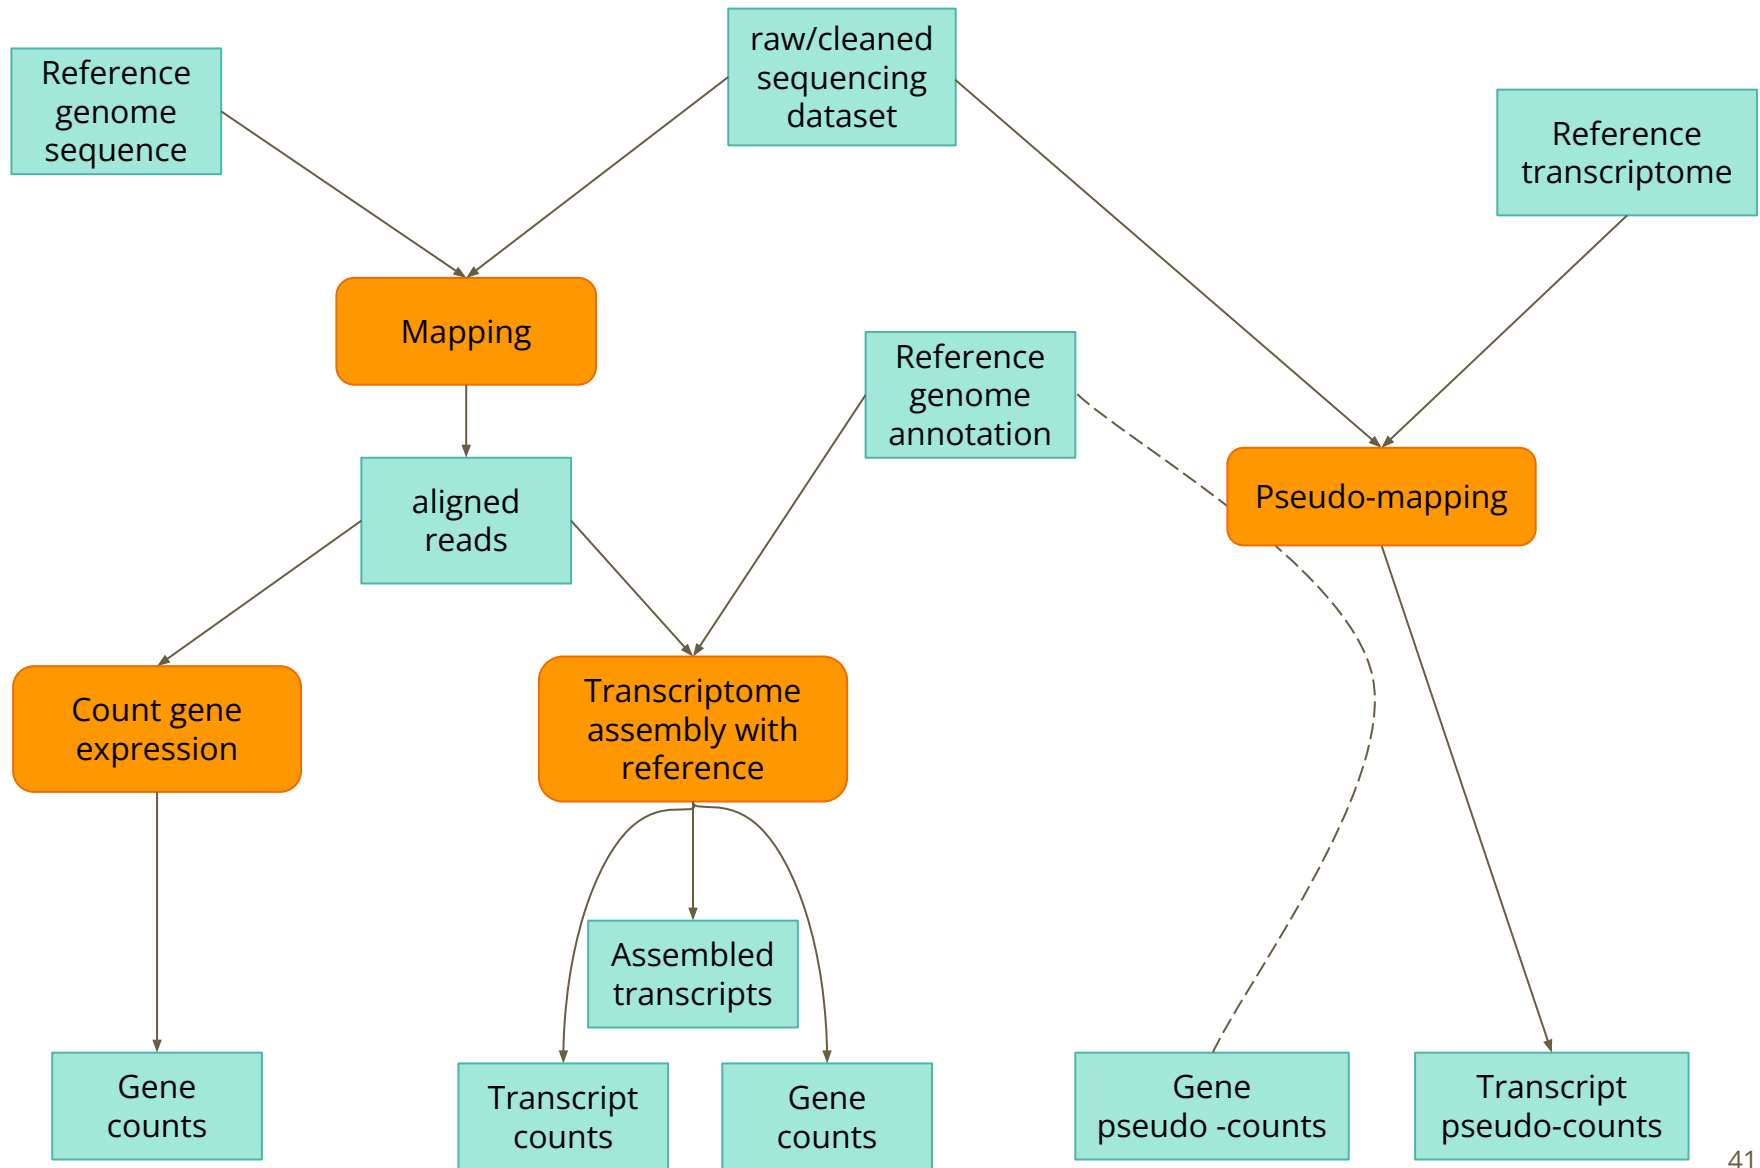 raw/cleaned
sequencing
dataset
Reference
genome
sequence
Reference
transcriptome
Mapping
Reference
genome
annotation
Pseudo-mapping
aligned
reads
Count gene
expression
Transcriptome
assembly with
reference
Assembled
transcripts
Gene
counts
Transcript
counts
Gene
counts
Gene
pseudo -counts
Transcript
pseudo-counts
41